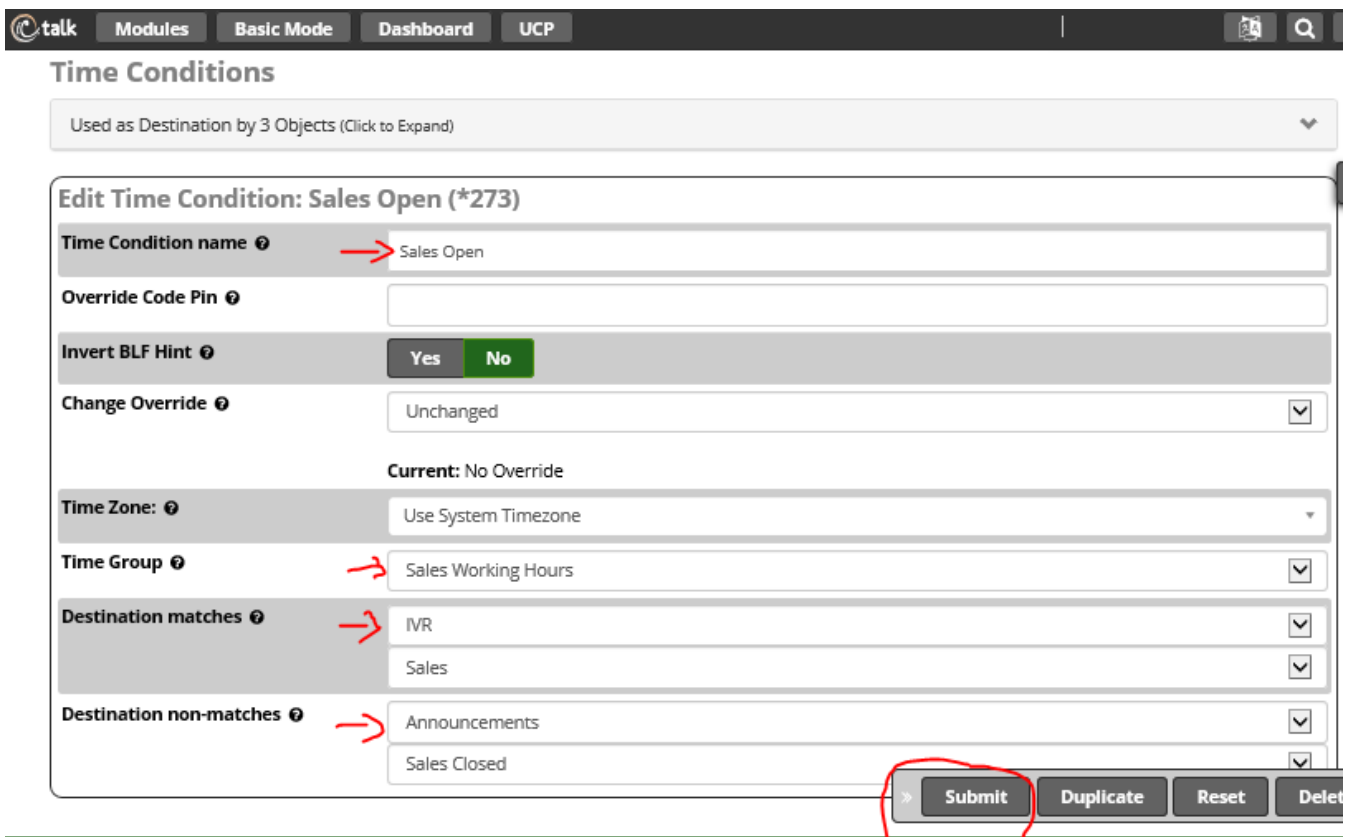 talk Modules Basic Mode Dashboard UCP
Time Conditions
Used as Destination by 3 Objects (Click to Expand)
Edit Time Condition: Sales Open (*273)
Time Condition name Sales Open
Override Code Pin
Invert BLF Hint Yes No
Change Override Unchanged
Current: No Override
Time Zone: Use System Timezone
Time Group Sales Working Hours
Destination matches IVR
Sales
Destination non-matches Announcements
Sales Closed
Submit Duplicate Reset Delet